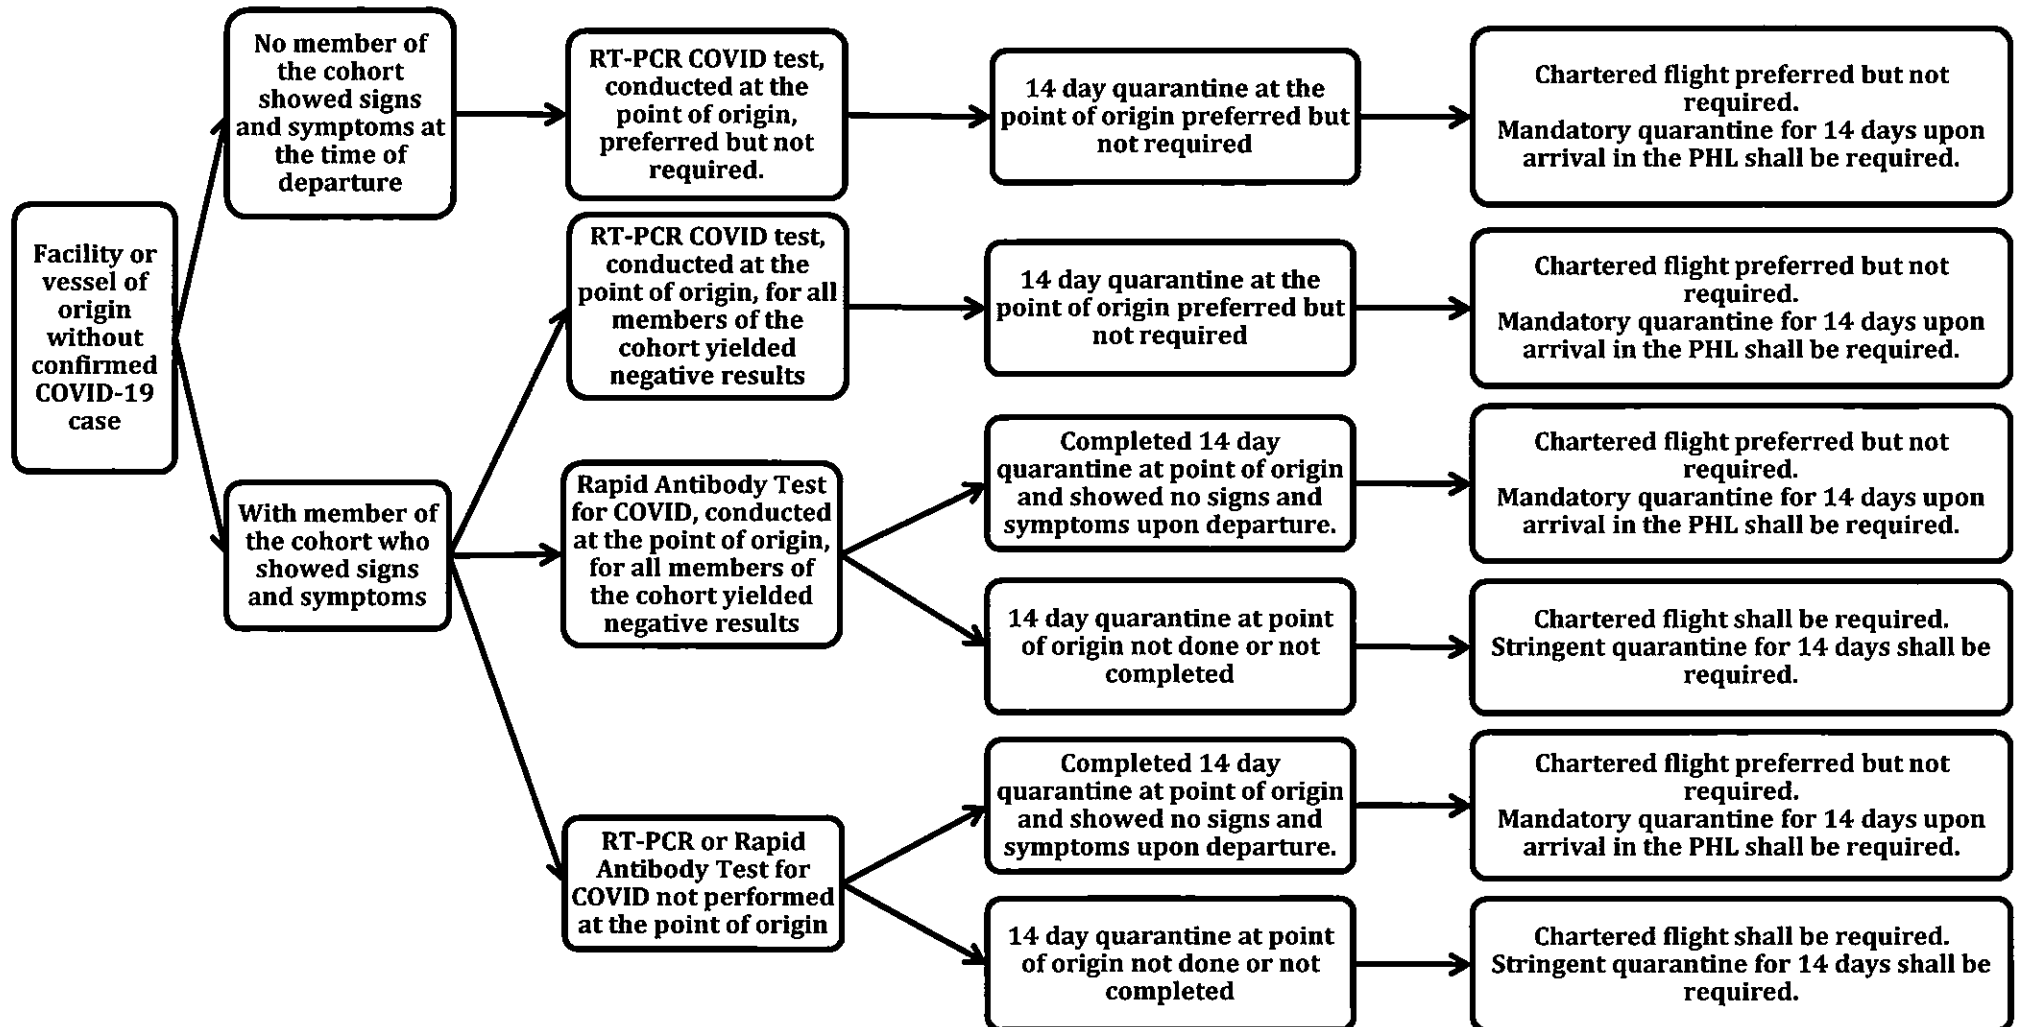 Facility or
vessel of
origin
without
confirmed
COVID-19
case
No member of
the cohort
showed signs
and symptoms at
the time of
departure
RT-PCR COVID test,
conducted at the
point of origin,
preferred but not
required.
14 day quarantine at the
point of origin preferred but
not required
Chartered flight preferred but not
required.
Mandatory quarantine for 14 days upon
arrival in the PHL shall be required.
With member of
the cohort who
showed signs
and symptoms
RT-PCR COVID test,
conducted at the
point of origin, for all
members of the
cohort yielded
negative results
14 day quarantine at the
point of origin preferred but
not required
Chartered flight preferred but not
required.
Mandatory quarantine for 14 days upon
arrival in the PHL shall be required.
Rapid Antibody Test
for COVID, conducted
at the point of origin,
for all members of
the cohort yielded
negative results
Completed 14 day
quarantine at point of origin
and showed no signs and
symptoms upon departure.
Chartered flight preferred but not
required.
Mandatory quarantine for 14 days upon
arrival in the PHL shall be required.
14 day quarantine at point
of origin not done or not
completed
Chartered flight shall be required.
Stringent quarantine for 14 days shall be
required.
RT-PCR or Rapid
Antibody Test for
COVID not performed
at the point of origin
Completed 14 day
quarantine at point of origin
and showed no signs and
symptoms upon departure.
Chartered flight preferred but not
required.
Mandatory quarantine for 14 days upon
arrival in the PHL shall be required.
14 day quarantine at point
of origin not done or not
completed
Chartered flight shall be required.
Stringent quarantine for 14 days shall be
required.